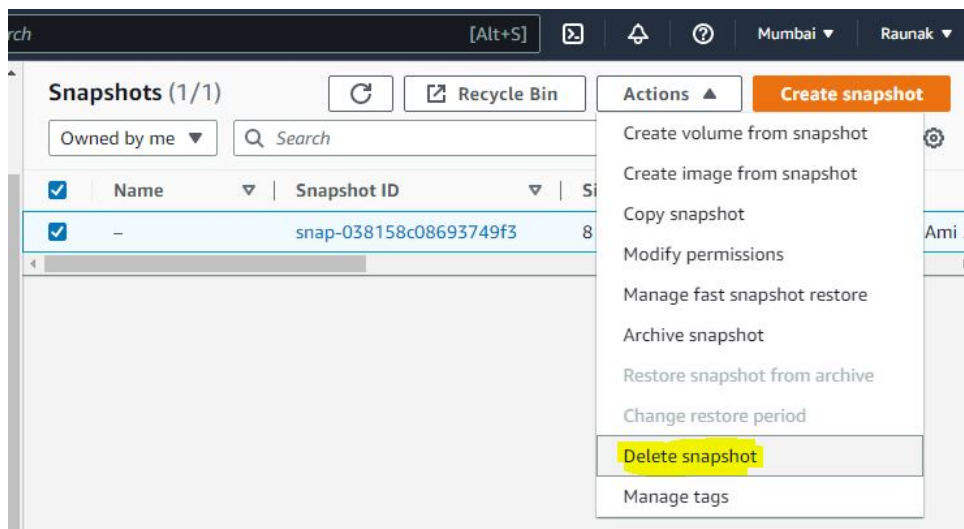 rch [Alt+S] Mumbai ▼ Raunak ▼
Snapshots (1/1) Recycle Bin Actions ▲ Create snapshot
Owned by me ▼ Search
Name Snapshot ID Si
– snap-038158c08693749f3 8 Ami
Create volume from snapshot
Create image from snapshot
Copy snapshot
Modify permissions
Manage fast snapshot restore
Archive snapshot
Restore snapshot from archive
Change restore period
Delete snapshot
Manage tags